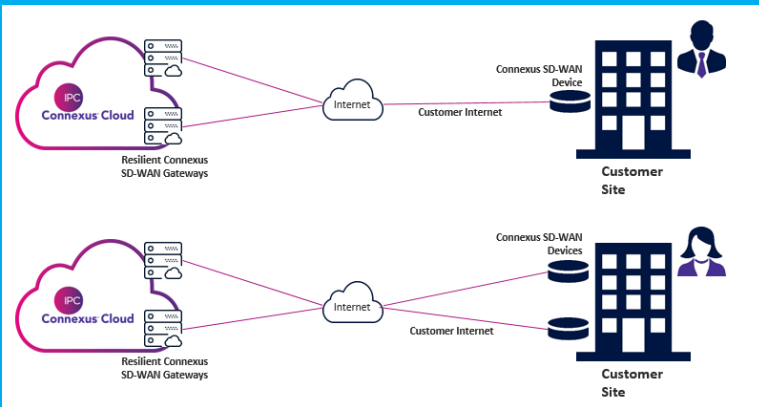 Connexus SD-WAN
Device
IPC
Connexus Cloud
Internet
Customer Internet
Resilient Connexus
SD-WAN Gateways
Customer
Site
Connexus SD-WAN
Devices
IPC
Connexus Cloud
Internet
Customer Internet
Resilient Connexus
SD-WAN Gateways
Customer
Site